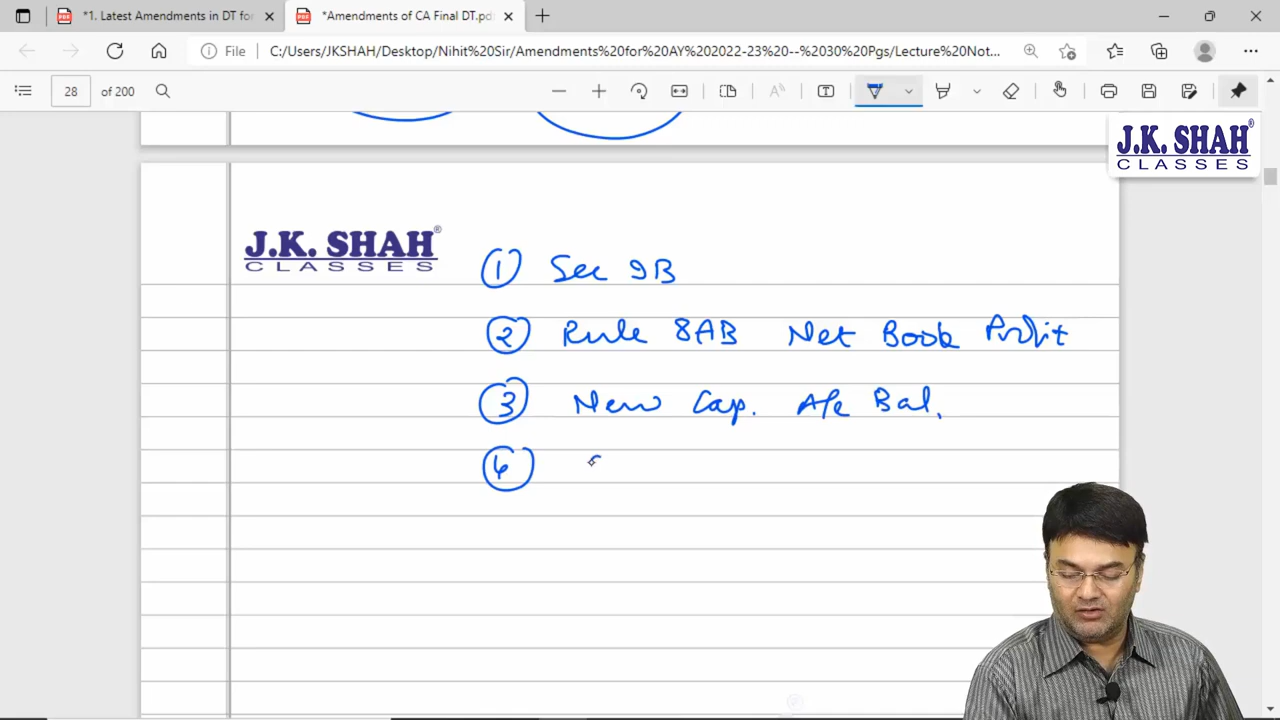 *1. Latest Amendments in DT for
*Amendments of CA Final DT.pdf
File C:/Users/JKSHAH/Desktop/Nihit%20Sir/Amendments%20for%20AY%202022-23%20--%2030%20Pgs/Lecture%20Not...
28 of 200
J.K. SHAH®
CLASSES
J.K. SHAH®
CLASSES
① Sec 9B
② Rule 8AB Net Book Profit
③ New Cap. A/c Bal.